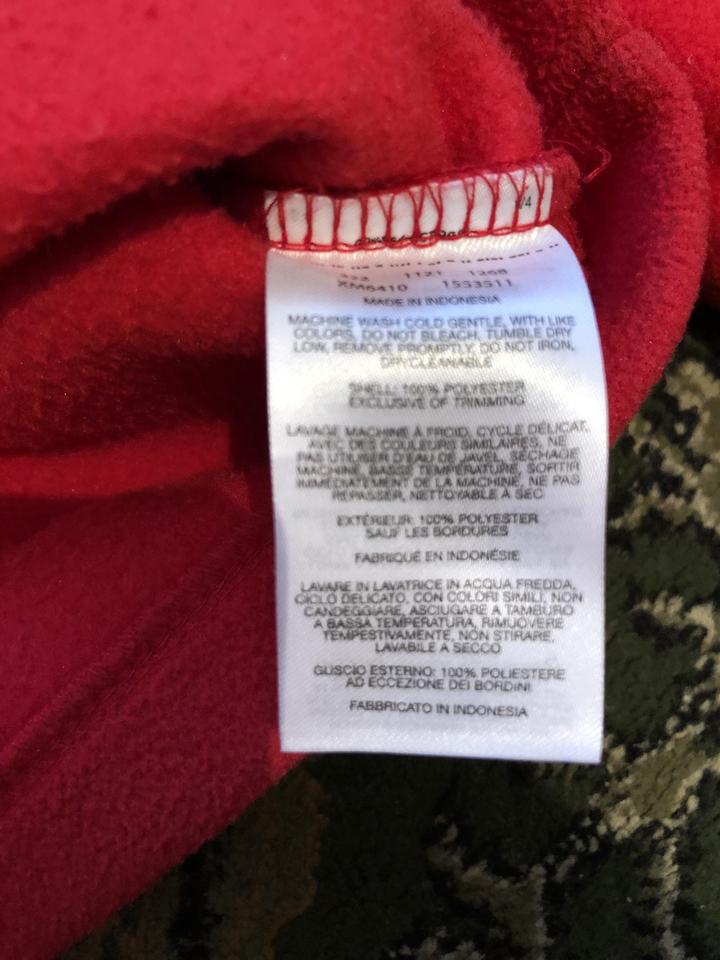 /4
1121 1268
XM6410 1553511
MADE IN INDONESIA
MACHINE WASH COLD GENTLE, WITH LIKE
COLORS, DO NOT BLEACH, TUMBLE DRY
LOW, REMOVE PROMPTLY, DO NOT IRON,
DRYCLEANABLE
SHELL: 100% POLYESTER
EXCLUSIVE OF TRIMMING
LAVAGE MACHINE À FROID, CYCLE DÉLICAT,
AVEC DES COULEURS SIMILAIRES, NE
PAS UTILISER D'EAU DE JAVEL, SÉCHAGE
MACHINE, BASSE TEMPÉRATURE, SORTIR
IMMÉDIATEMENT DE LA MACHINE, NE PAS
REPASSER, NETTOYABLE À SEC
EXTÉRIEUR: 100% POLYESTER
SAUF LES BORDURES
FABRIQUÉ EN INDONÉSIE
LAVARE IN LAVATRICE IN ACQUA FREDDA,
CICLO DELICATO, CON COLORI SIMILI, NON
CANDEGGIARE, ASCIUGARE A TAMBURO
A BASSA TEMPERATURA, RIMUOVERE
TEMPESTIVAMENTE, NON STIRARE,
LAVABILE A SECCO
GUSCIO ESTERNO: 100% POLIESTERE
AD ECCEZIONE DEI BORDINI
FABBRICATO IN INDONESIA